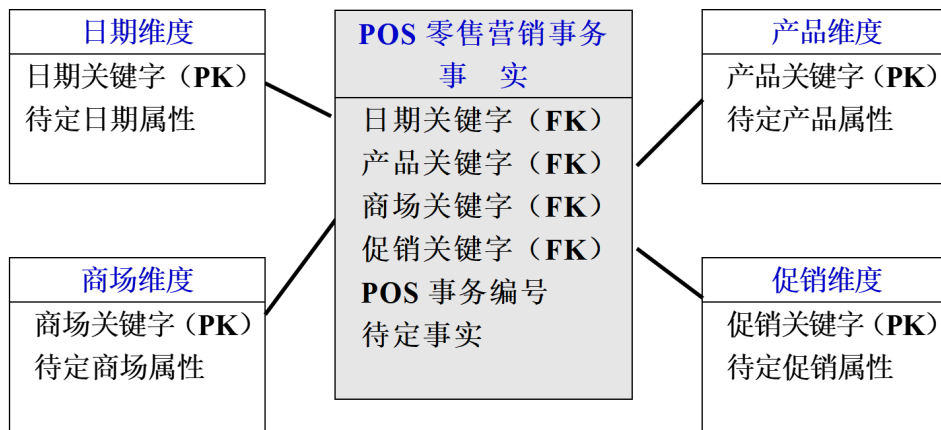 日期维度
日期关键字（PK）
待定日期属性
POS 零售营销事务
事 实
日期关键字（FK）
产品关键字（FK）
商场关键字（FK）
促销关键字（FK）
POS 事务编号
待定事实
产品维度
产品关键字（PK）
待定产品属性
商场维度
商场关键字（PK）
待定商场属性
促销维度
促销关键字（PK）
待定促销属性